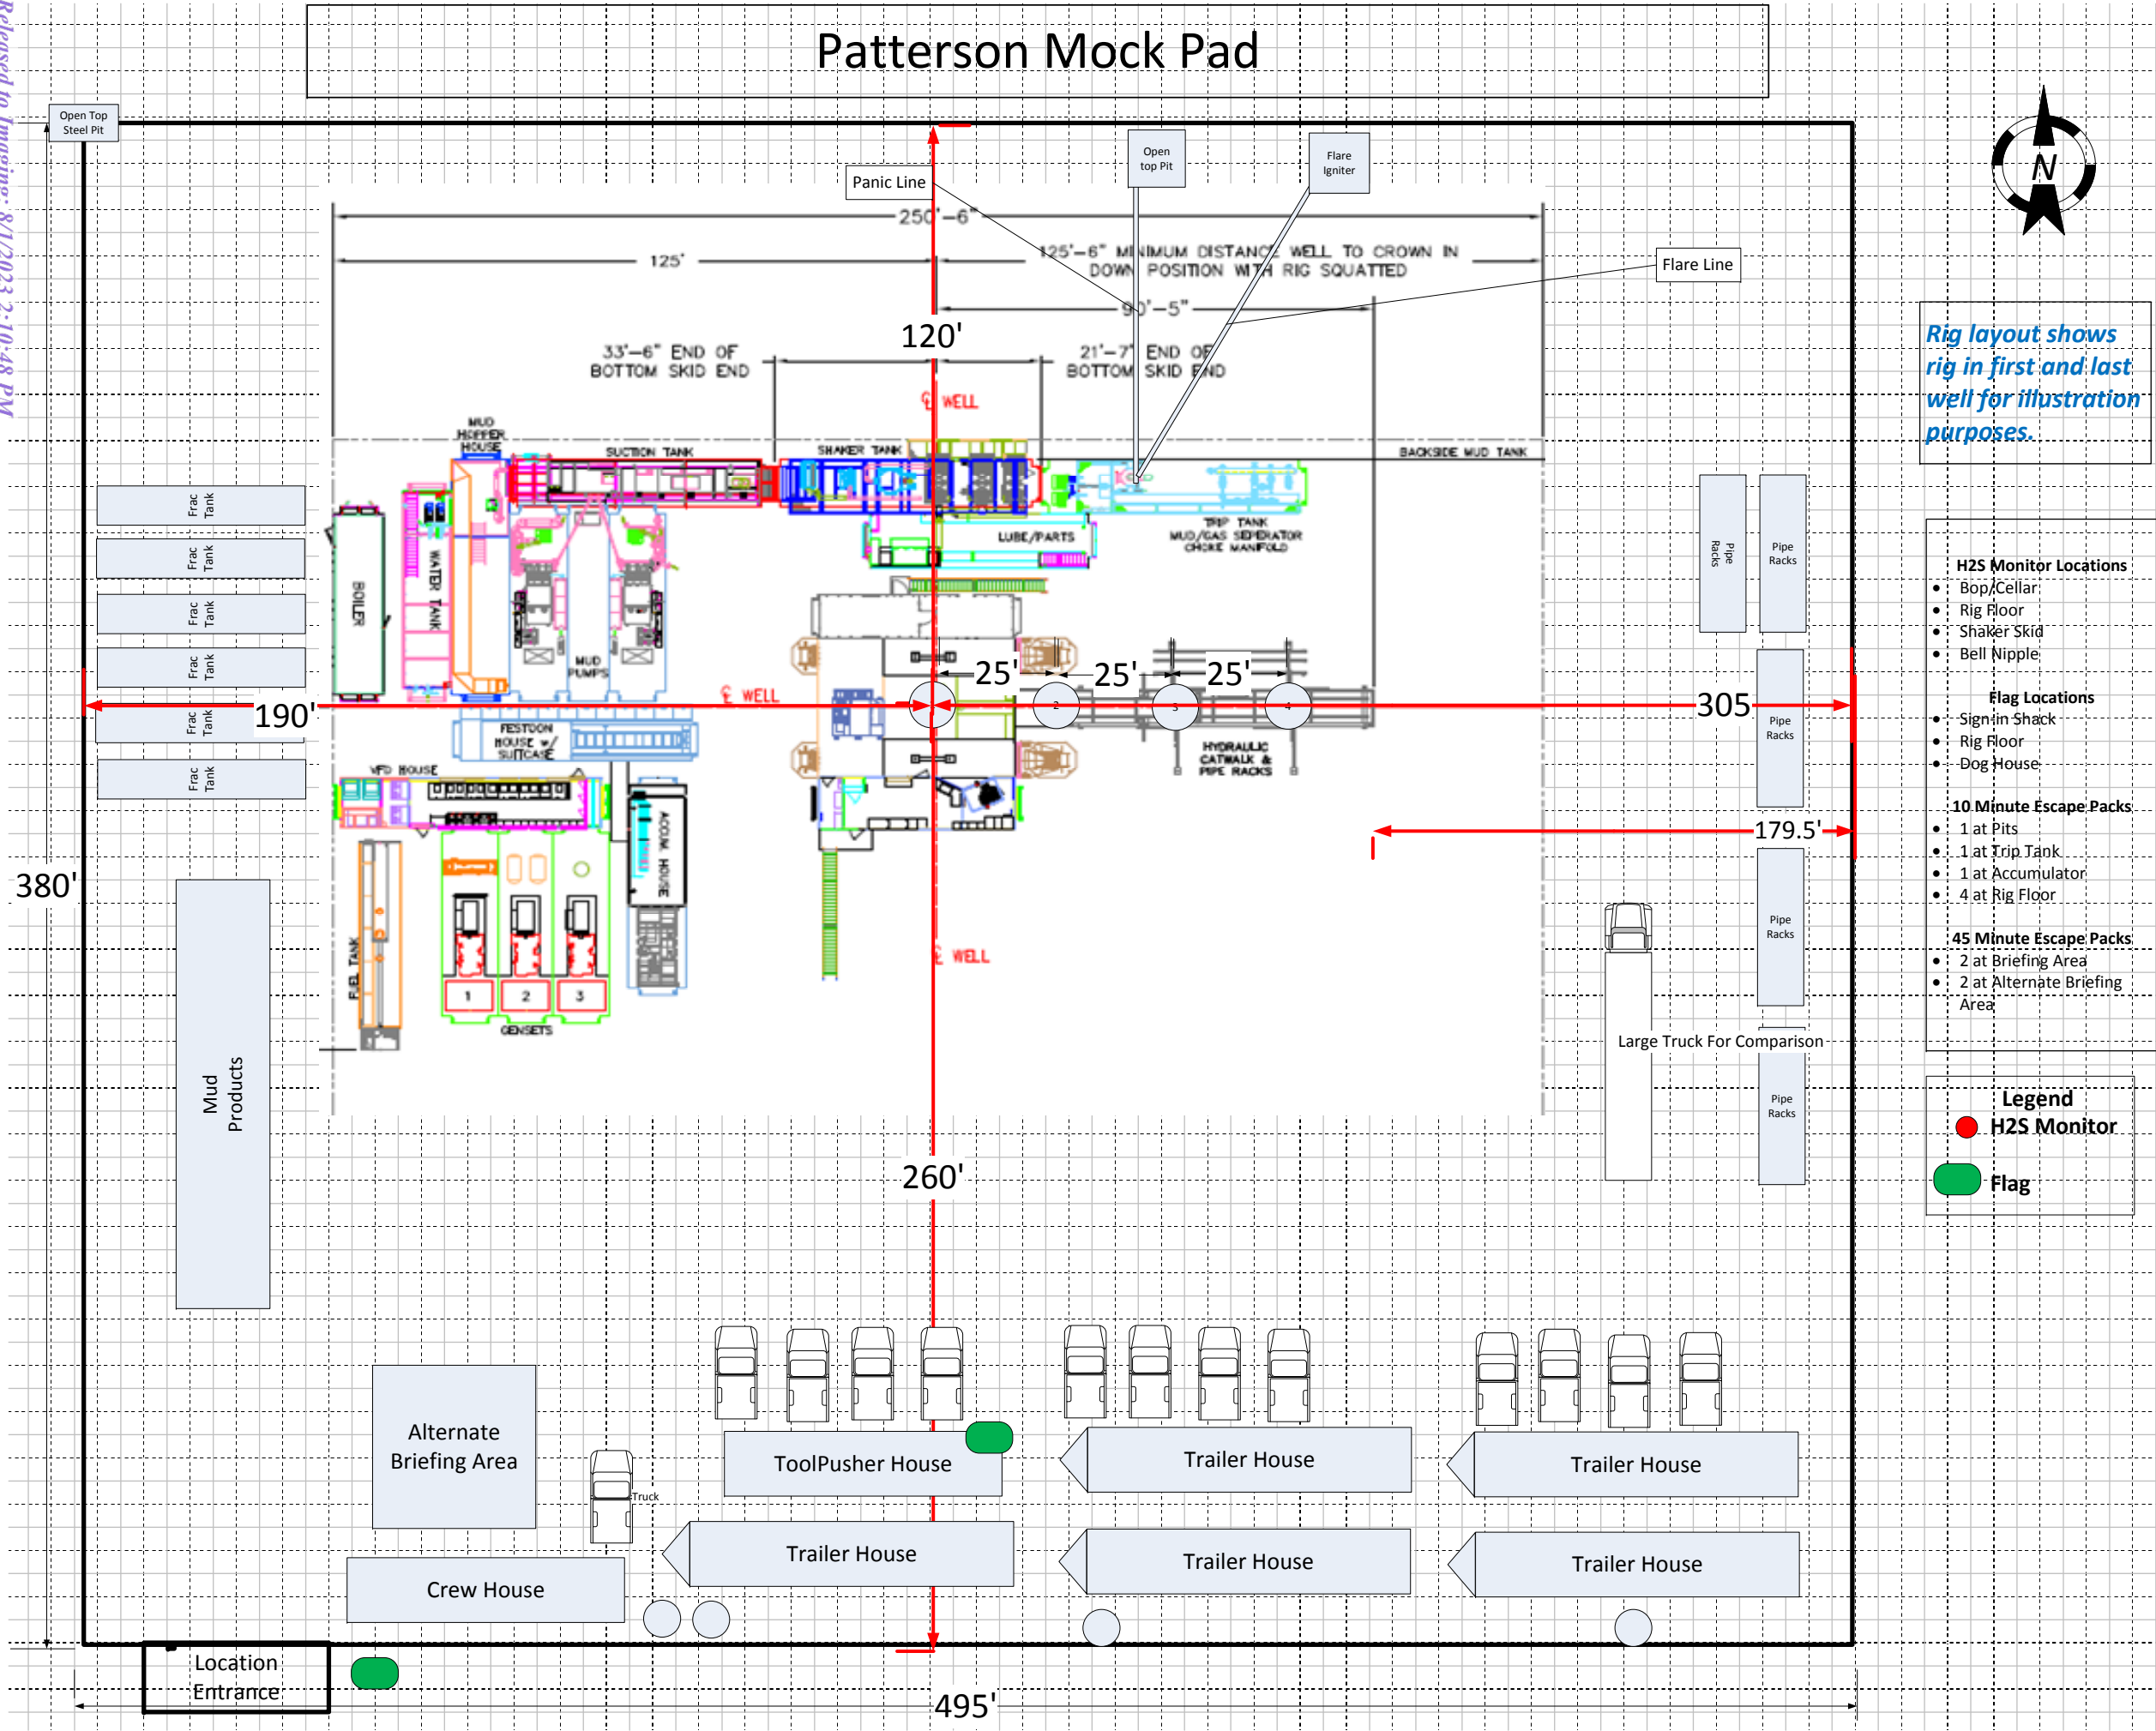 Patterson Mock Pad
Released to Imaging: 8/1/2023 2:10:48 PM
Open Top
Steel Pit
Panic Line
Open
top Pit
Flare
Igniter
N
Flare Line
250'-6"
125'
125'-6" MINIMUM DISTANCE WELL TO CROWN IN
DOWN POSITION WITH RIG SQUATTED
90'-5"
120'
33'-6" END OF
BOTTOM SKID END
21'-7" END OF
BOTTOM SKID END
℄ WELL
Rig layout shows
rig in first and last
well for illustration
purposes.
MUD
HOPPER
HOUSE
SUCTION TANK
SHAKER TANK
BACKSIDE MUD TANK
Frac
Tank
Frac
Tank
Frac
Tank
Frac
Tank
Frac
Tank
Frac
Tank
BOILER
WATER TANK
MUD
PUMPS
LUBE/PARTS
TRIP TANK
MUD/GAS SEPERATOR
CHOKE MANIFOLD
Pipe
Racks
Pipe
Racks
H2S Monitor Locations
• Bop/Cellar
• Rig Floor
• Shaker Skid
• Bell Nipple
Flag Locations
• Sign in Shack
• Rig Floor
• Dog House
10 Minute Escape Packs
• 1 at Pits
• 1 at Trip Tank
• 1 at Accumulator
• 4 at Rig Floor
45 Minute Escape Packs
• 2 at Briefing Area
• 2 at Alternate Briefing
Area
25'
25'
25'
℄ WELL
190'
2
3
4
305
Pipe
Racks
FESTOON
HOUSE w/
SUITCASE
HYDRAULIC
CATWALK &
PIPE RACKS
VFD HOUSE
179.5'
ACCUM. HOUSE
380'
Pipe
Racks
FUEL TANK
℄ WELL
1
2
3
GENSETS
Large Truck For Comparison
Mud
Products
Pipe
Racks
Legend
H2S Monitor
Flag
260'
Alternate
Briefing Area
Truck
ToolPusher House
Trailer House
Trailer House
Trailer House
Trailer House
Trailer House
Crew House
Location
Entrance
495'